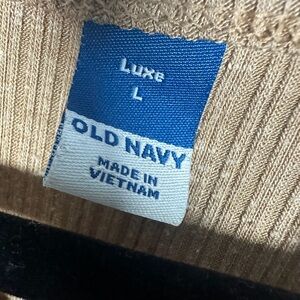 Luxe
L
OLD NAVY
MADE IN
VIETNAM